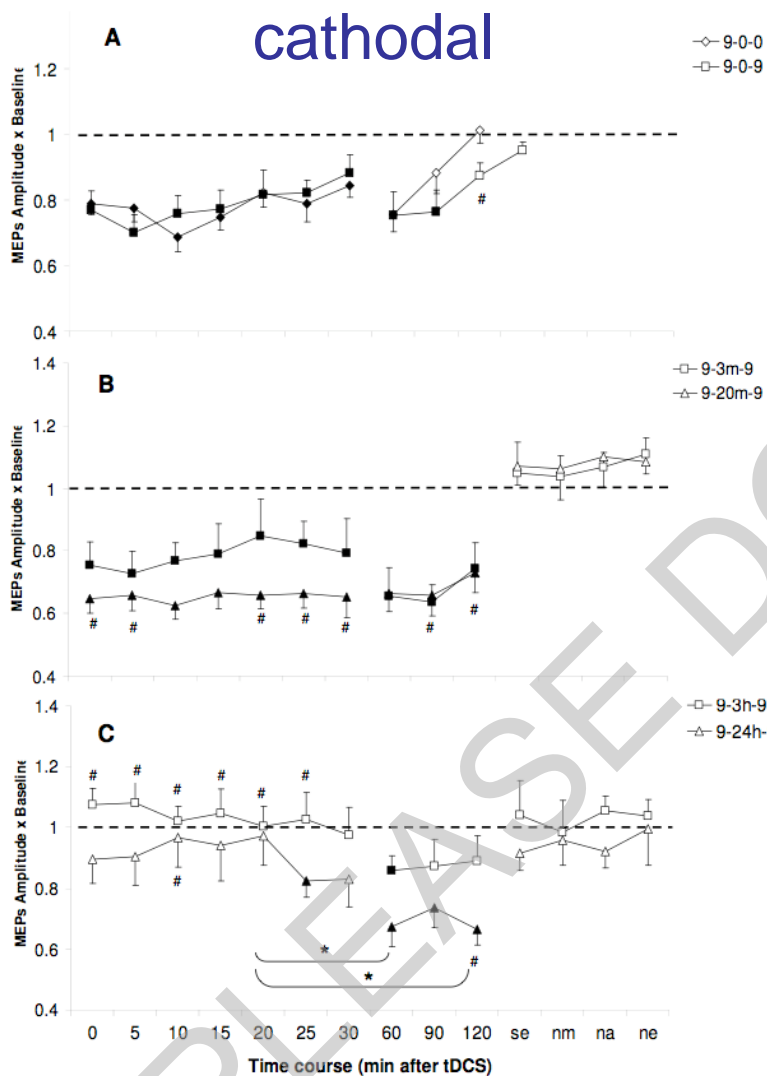 cathodal
A
9-0-0
9-0-9
MEPs Amplitude x Baseline
1.2
1
0.8
0.6
0.4
#
B
9-3m-9
9-20m-9
MEPs Amplitude x Baseline
1.4
1.2
1
0.8
0.6
0.4
# # # # # # #
C
9-3h-9
9-24h-
MEPs Amplitude x Baseline
1.4
1.2
1
0.8
0.6
0.4
# # # # # #
#
* #
*
0 5 10 15 20 25 30 60 90 120 se nm na ne
Time course (min after tDCS)
PLEASE DO